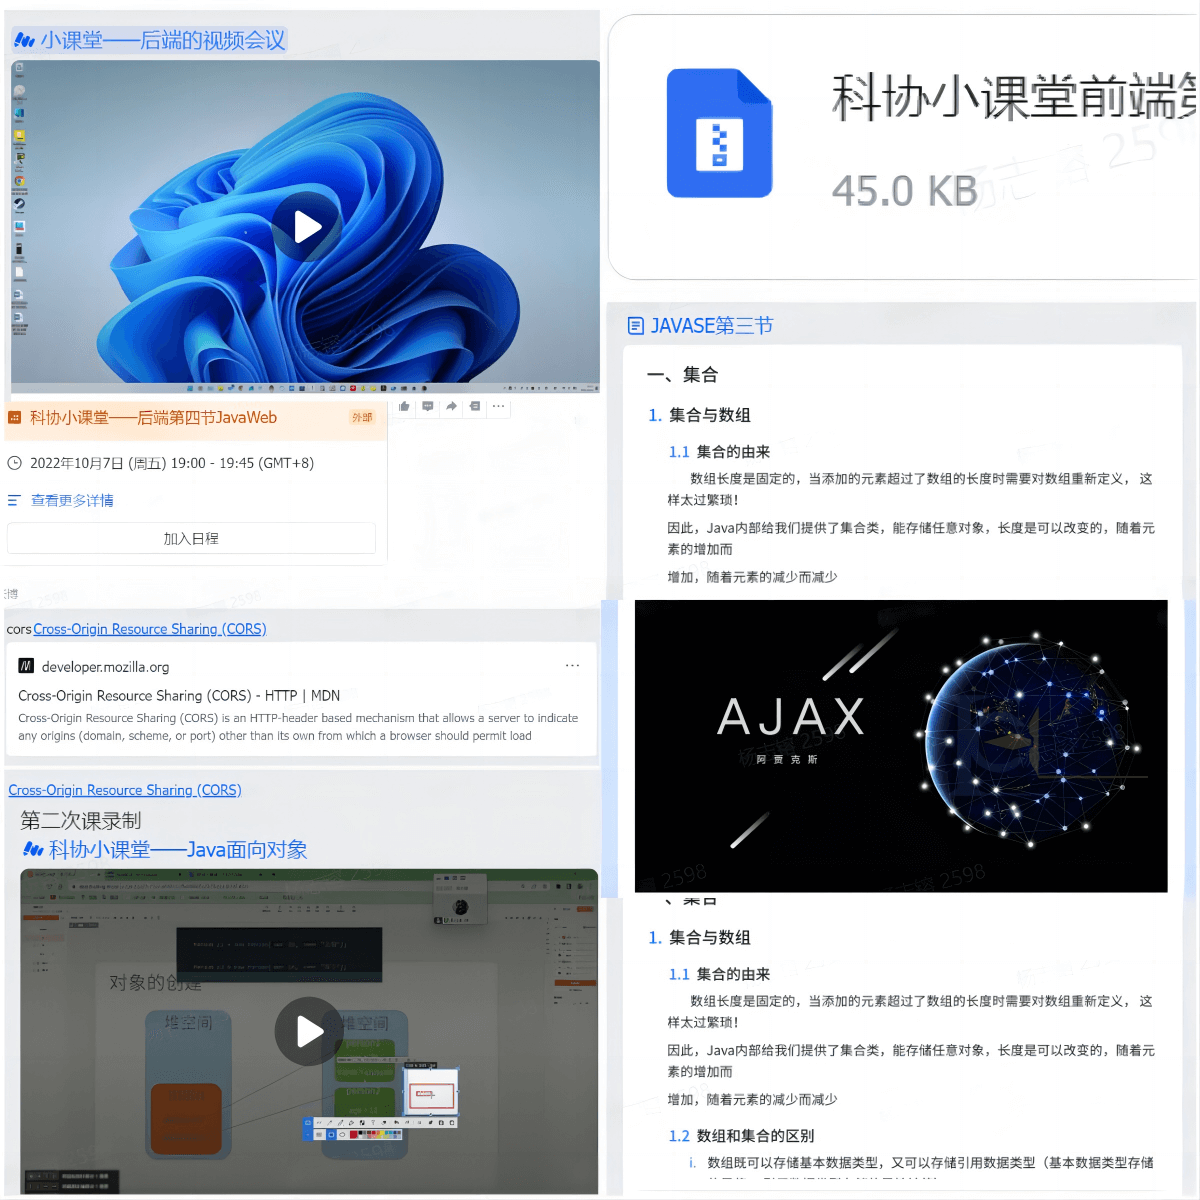 小课堂——后端的视频会议
科协小课堂——后端第四节JavaWeb
外部
2022年10月7日 (周五) 19:00 - 19:45 (GMT+8)
查看更多详情
加入日程
cors Cross-Origin Resource Sharing (CORS)
developer.mozilla.org
Cross-Origin Resource Sharing (CORS) - HTTP | MDN
Cross-Origin Resource Sharing (CORS) is an HTTP-header based mechanism that allows a server to indicate
any origins (domain, scheme, or port) other than its own from which a browser should permit load
Cross-Origin Resource Sharing (CORS)
第二次课录制
科协小课堂——Java面向对象
对象的创建
堆空间
堆空间
科协小课堂前端第
45.0 KB
JAVASE第三节
一、集合
1. 集合与数组
1.1 集合的由来
数组长度是固定的，当添加的元素超过了数组的长度时需要对数组重新定义， 这
样太过繁琐！
因此，Java内部给我们提供了集合类，能存储任意对象，长度是可以改变的，随着元
素的增加而
增加，随着元素的减少而减少
AJAX
阿贾克斯
杨志镕 2598
、集合
1. 集合与数组
1.1 集合的由来
数组长度是固定的，当添加的元素超过了数组的长度时需要对数组重新定义， 这
样太过繁琐！
因此，Java内部给我们提供了集合类，能存储任意对象，长度是可以改变的，随着元
素的增加而
增加，随着元素的减少而减少
1.2 数组和集合的区别
i. 数组既可以存储基本数据类型，又可以存储引用数据类型（基本数据类型存储